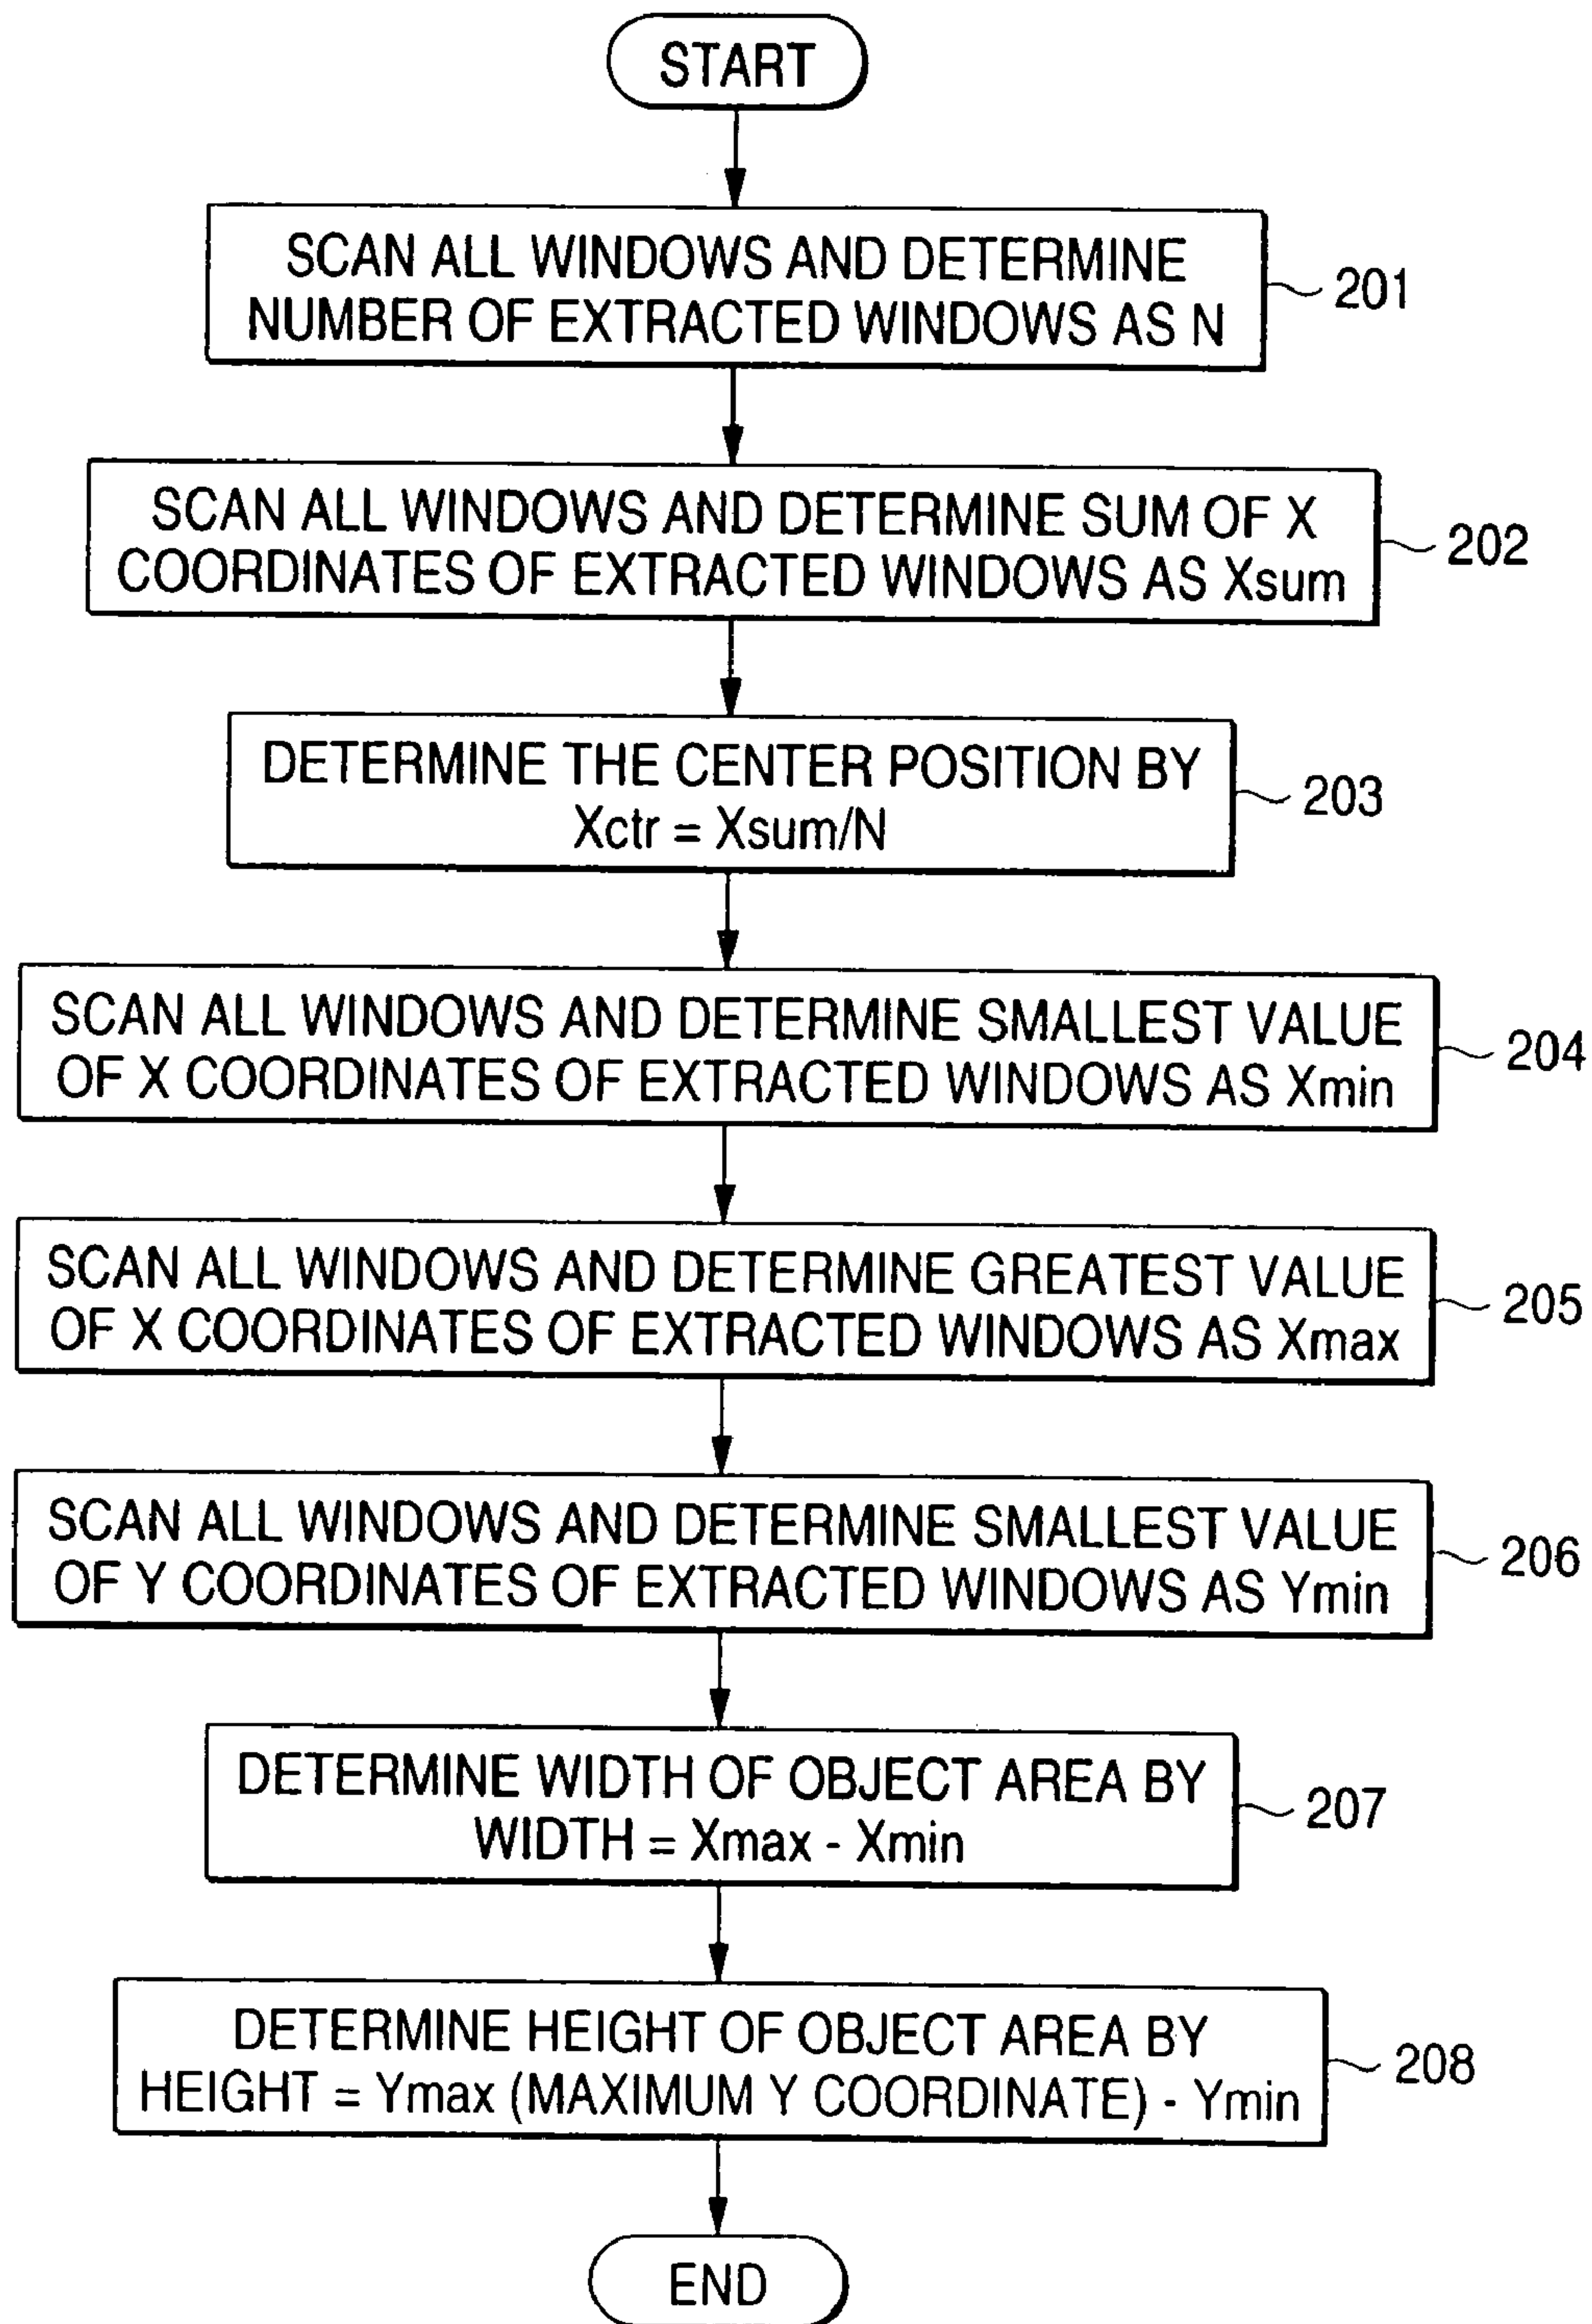 START
SCAN ALL WINDOWS AND DETERMINE
NUMBER OF EXTRACTED WINDOWS AS N
201
SCAN ALL WINDOWS AND DETERMINE SUM OF X
COORDINATES OF EXTRACTED WINDOWS AS Xsum
202
DETERMINE THE CENTER POSITION BY
Xctr = Xsum/N
203
SCAN ALL WINDOWS AND DETERMINE SMALLEST VALUE
OF X COORDINATES OF EXTRACTED WINDOWS AS Xmin
204
SCAN ALL WINDOWS AND DETERMINE GREATEST VALUE
OF X COORDINATES OF EXTRACTED WINDOWS AS Xmax
205
SCAN ALL WINDOWS AND DETERMINE SMALLEST VALUE
OF Y COORDINATES OF EXTRACTED WINDOWS AS Ymin
206
DETERMINE WIDTH OF OBJECT AREA BY
WIDTH = Xmax - Xmin
207
DETERMINE HEIGHT OF OBJECT AREA BY
HEIGHT = Ymax (MAXIMUM Y COORDINATE) - Ymin
208
END